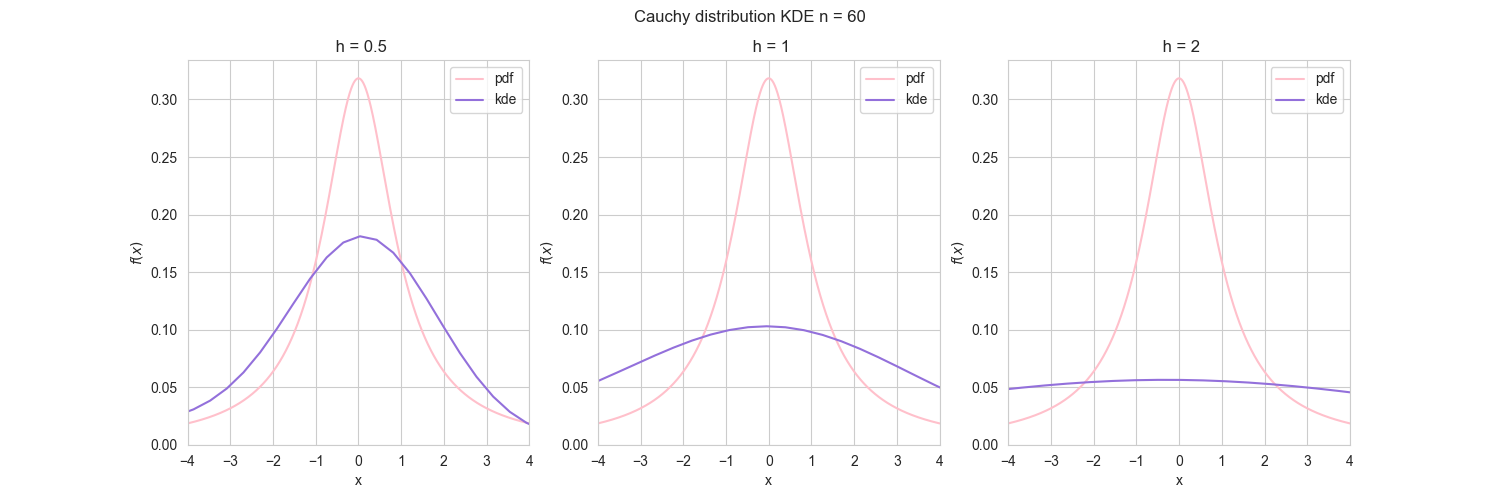 Cauchy distribution KDE n = 60
h = 0.5
pdf
kde
0.30
0.25
0.20
0.15
0.10
0.05
0.00
f(x)
−4 −3 −2 −1 0 1 2 3 4
x
h = 1
pdf
kde
0.30
0.25
0.20
0.15
0.10
0.05
0.00
f(x)
−4 −3 −2 −1 0 1 2 3 4
x
h = 2
pdf
kde
0.30
0.25
0.20
0.15
0.10
0.05
0.00
f(x)
−4 −3 −2 −1 0 1 2 3 4
x